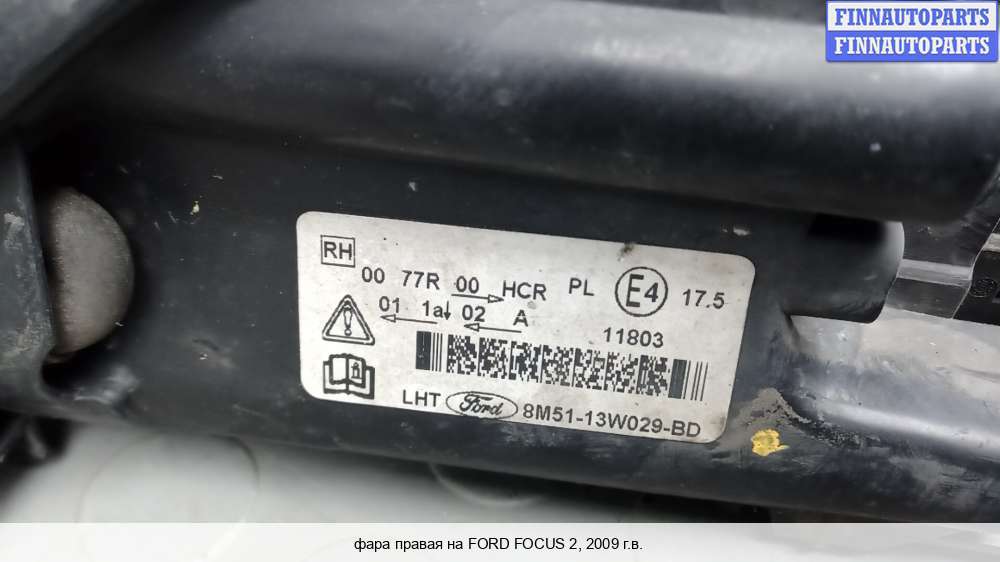 FINNAUTOPARTS
FINNAUTOPARTS
RH
00 77R 00 HCR PL E4 17.5
01 1a 02 A
11803
LHT Ford 8M51-13W029-BD
фара правая на FORD FOCUS 2, 2009 г.в.